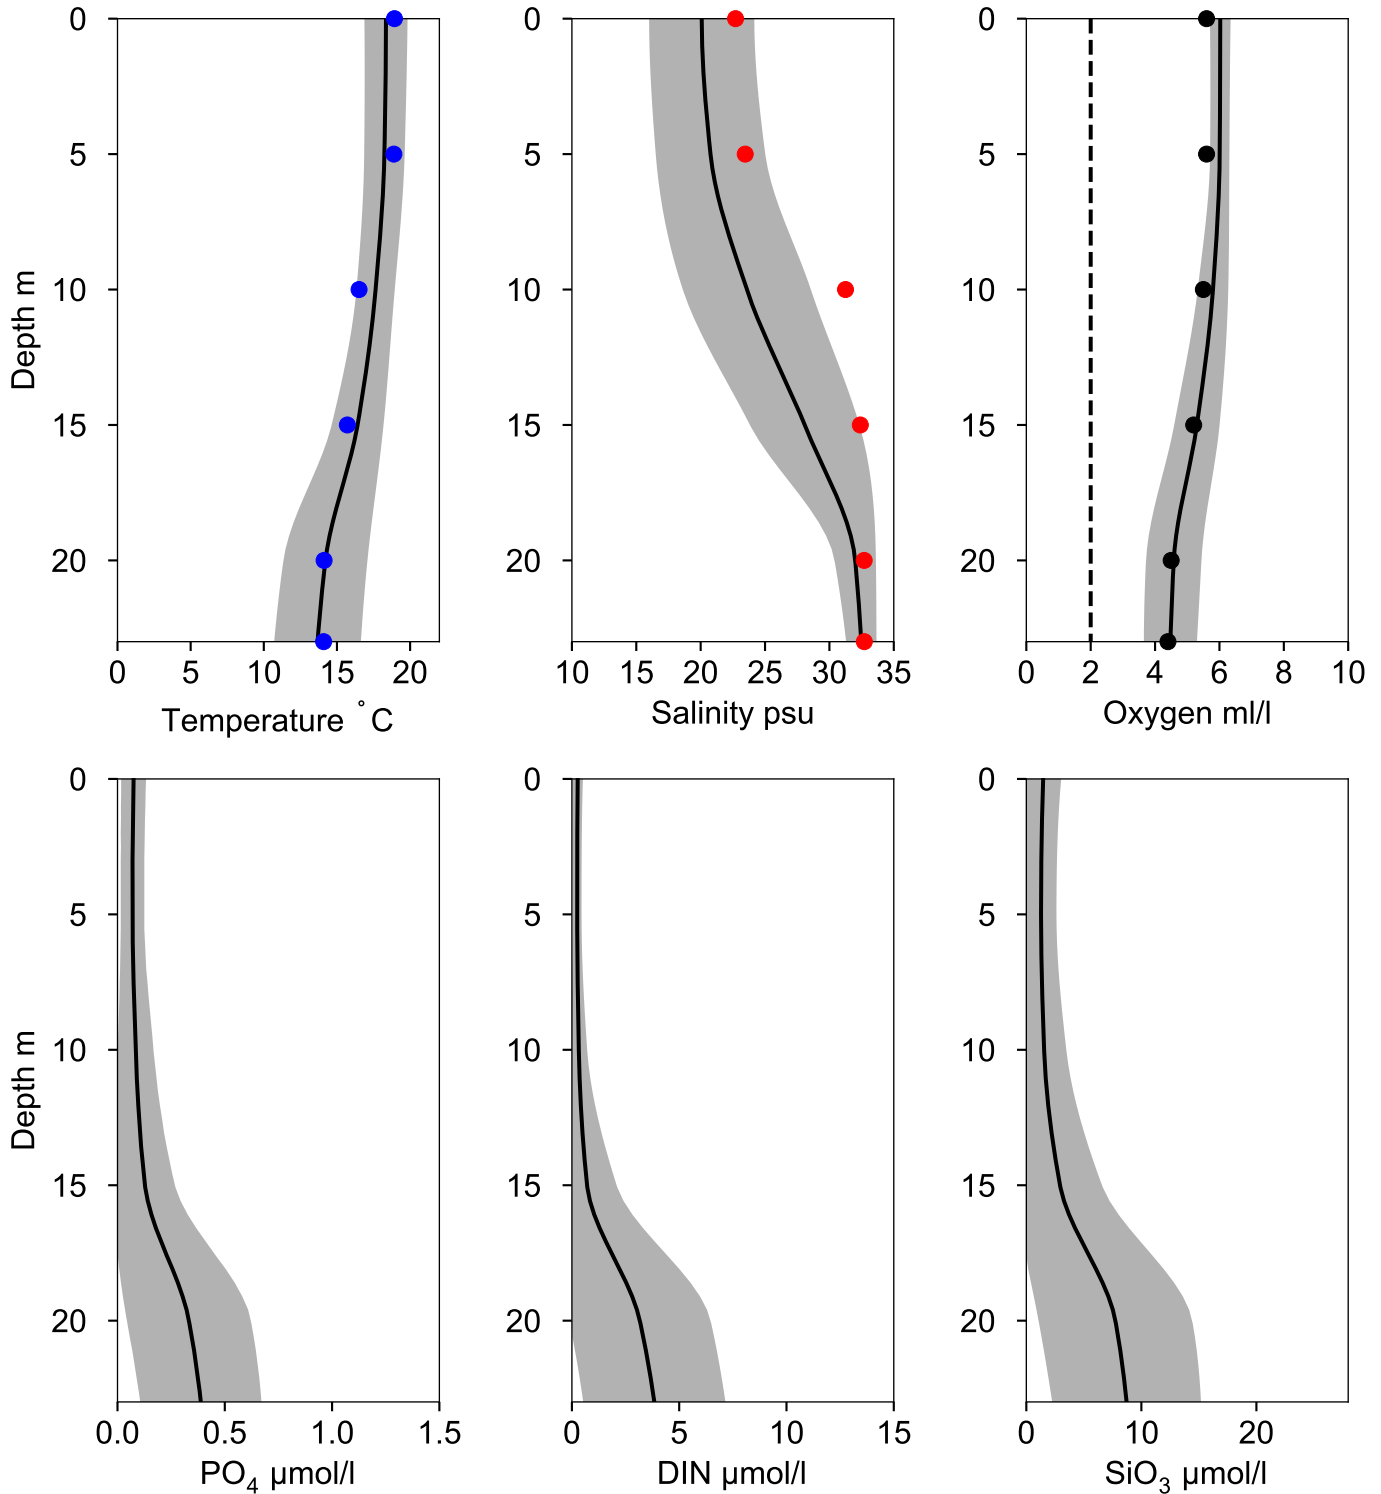 0
5
10
15
20
Depth m
0 5 10 15 20
Temperature °C
0
5
10
15
20
10 15 20 25 30 35
Salinity psu
0
5
10
15
20
0 2 4 6 8 10
Oxygen ml/l
0
5
10
15
20
Depth m
0.0 0.5 1.0 1.5
PO₄ µmol/l
0
5
10
15
20
0 5 10 15
DIN µmol/l
0
5
10
15
20
0 10 20
SiO₃ µmol/l